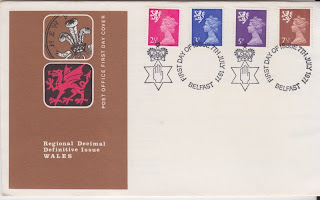 POST OFFICE FIRST DAY COVER
Regional Decimal
Definitive Issue
WALES
2½P
3P
5P
7½P
FIRST DAY OF ISSUE 7TH JULY 1971
BELFAST
FIRST DAY OF ISSUE 7TH JULY 1971
BELFAST